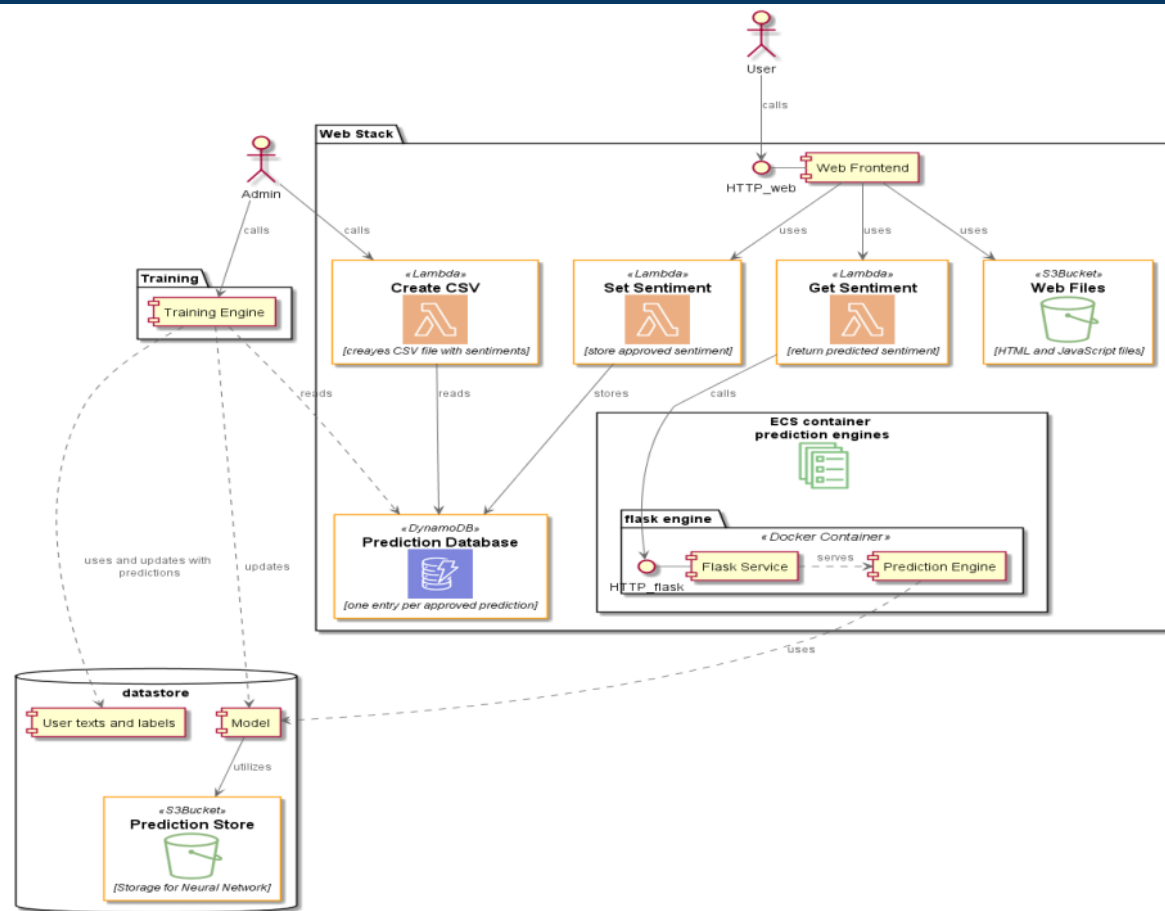 User
calls
Web Stack
Admin
HTTP_web
Web Frontend
calls
calls
uses
uses
uses
Training
Training Engine
«Lambda»
Create CSV
[creayes CSV file with sentiments]
«Lambda»
Set Sentiment
[store approved sentiment]
«Lambda»
Get Sentiment
[return predicted sentiment]
«S3Bucket»
Web Files
[HTML and JavaScript files]
reads
reads
stores
calls
ECS container
prediction engines
flask engine
«Docker Container»
HTTP_flask
Flask Service
serves
Prediction Engine
«DynamoDB»
Prediction Database
[one entry per approved prediction]
uses and updates with
predictions
updates
uses
datastore
User texts and labels
Model
utilizes
«S3Bucket»
Prediction Store
[Storage for Neural Network]